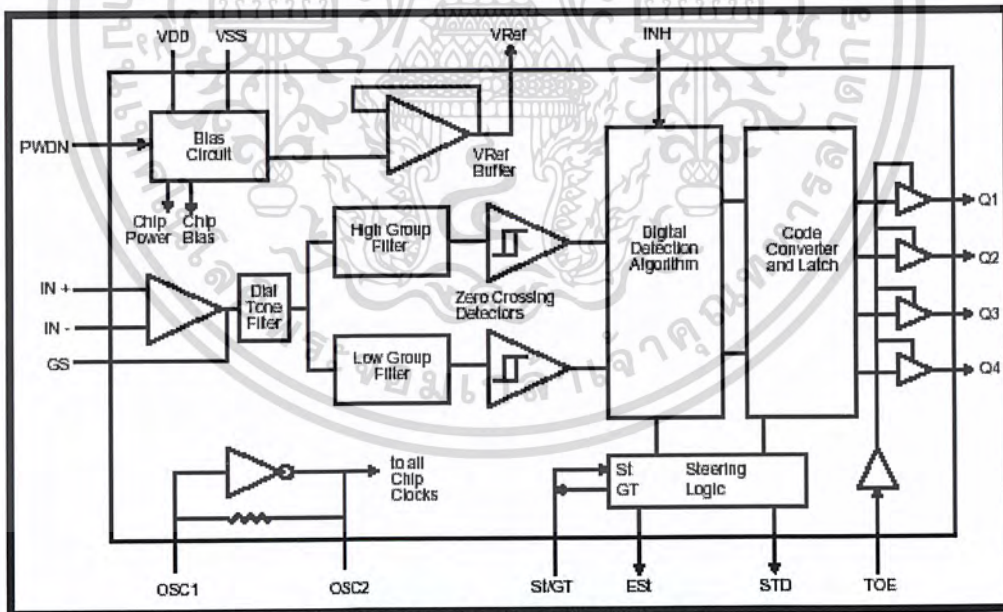 VDD VSS VRef INH
PWDN
Bias
Circuit
VRef
Buffer
Chip
Power
Chip
Bias
High Group
Filter
Digital
Detection
Algorithm
Code
Converter
and Latch
Q1
Q2
Q3
Q4
IN +
IN -
GS
Dial
Tone
Filter
Zero Crossing
Detectors
Low Group
Filter
to all
Chip
Clocks
St
GT
Steering
Logic
OSC1 OSC2 St/GT ESt STD TOE